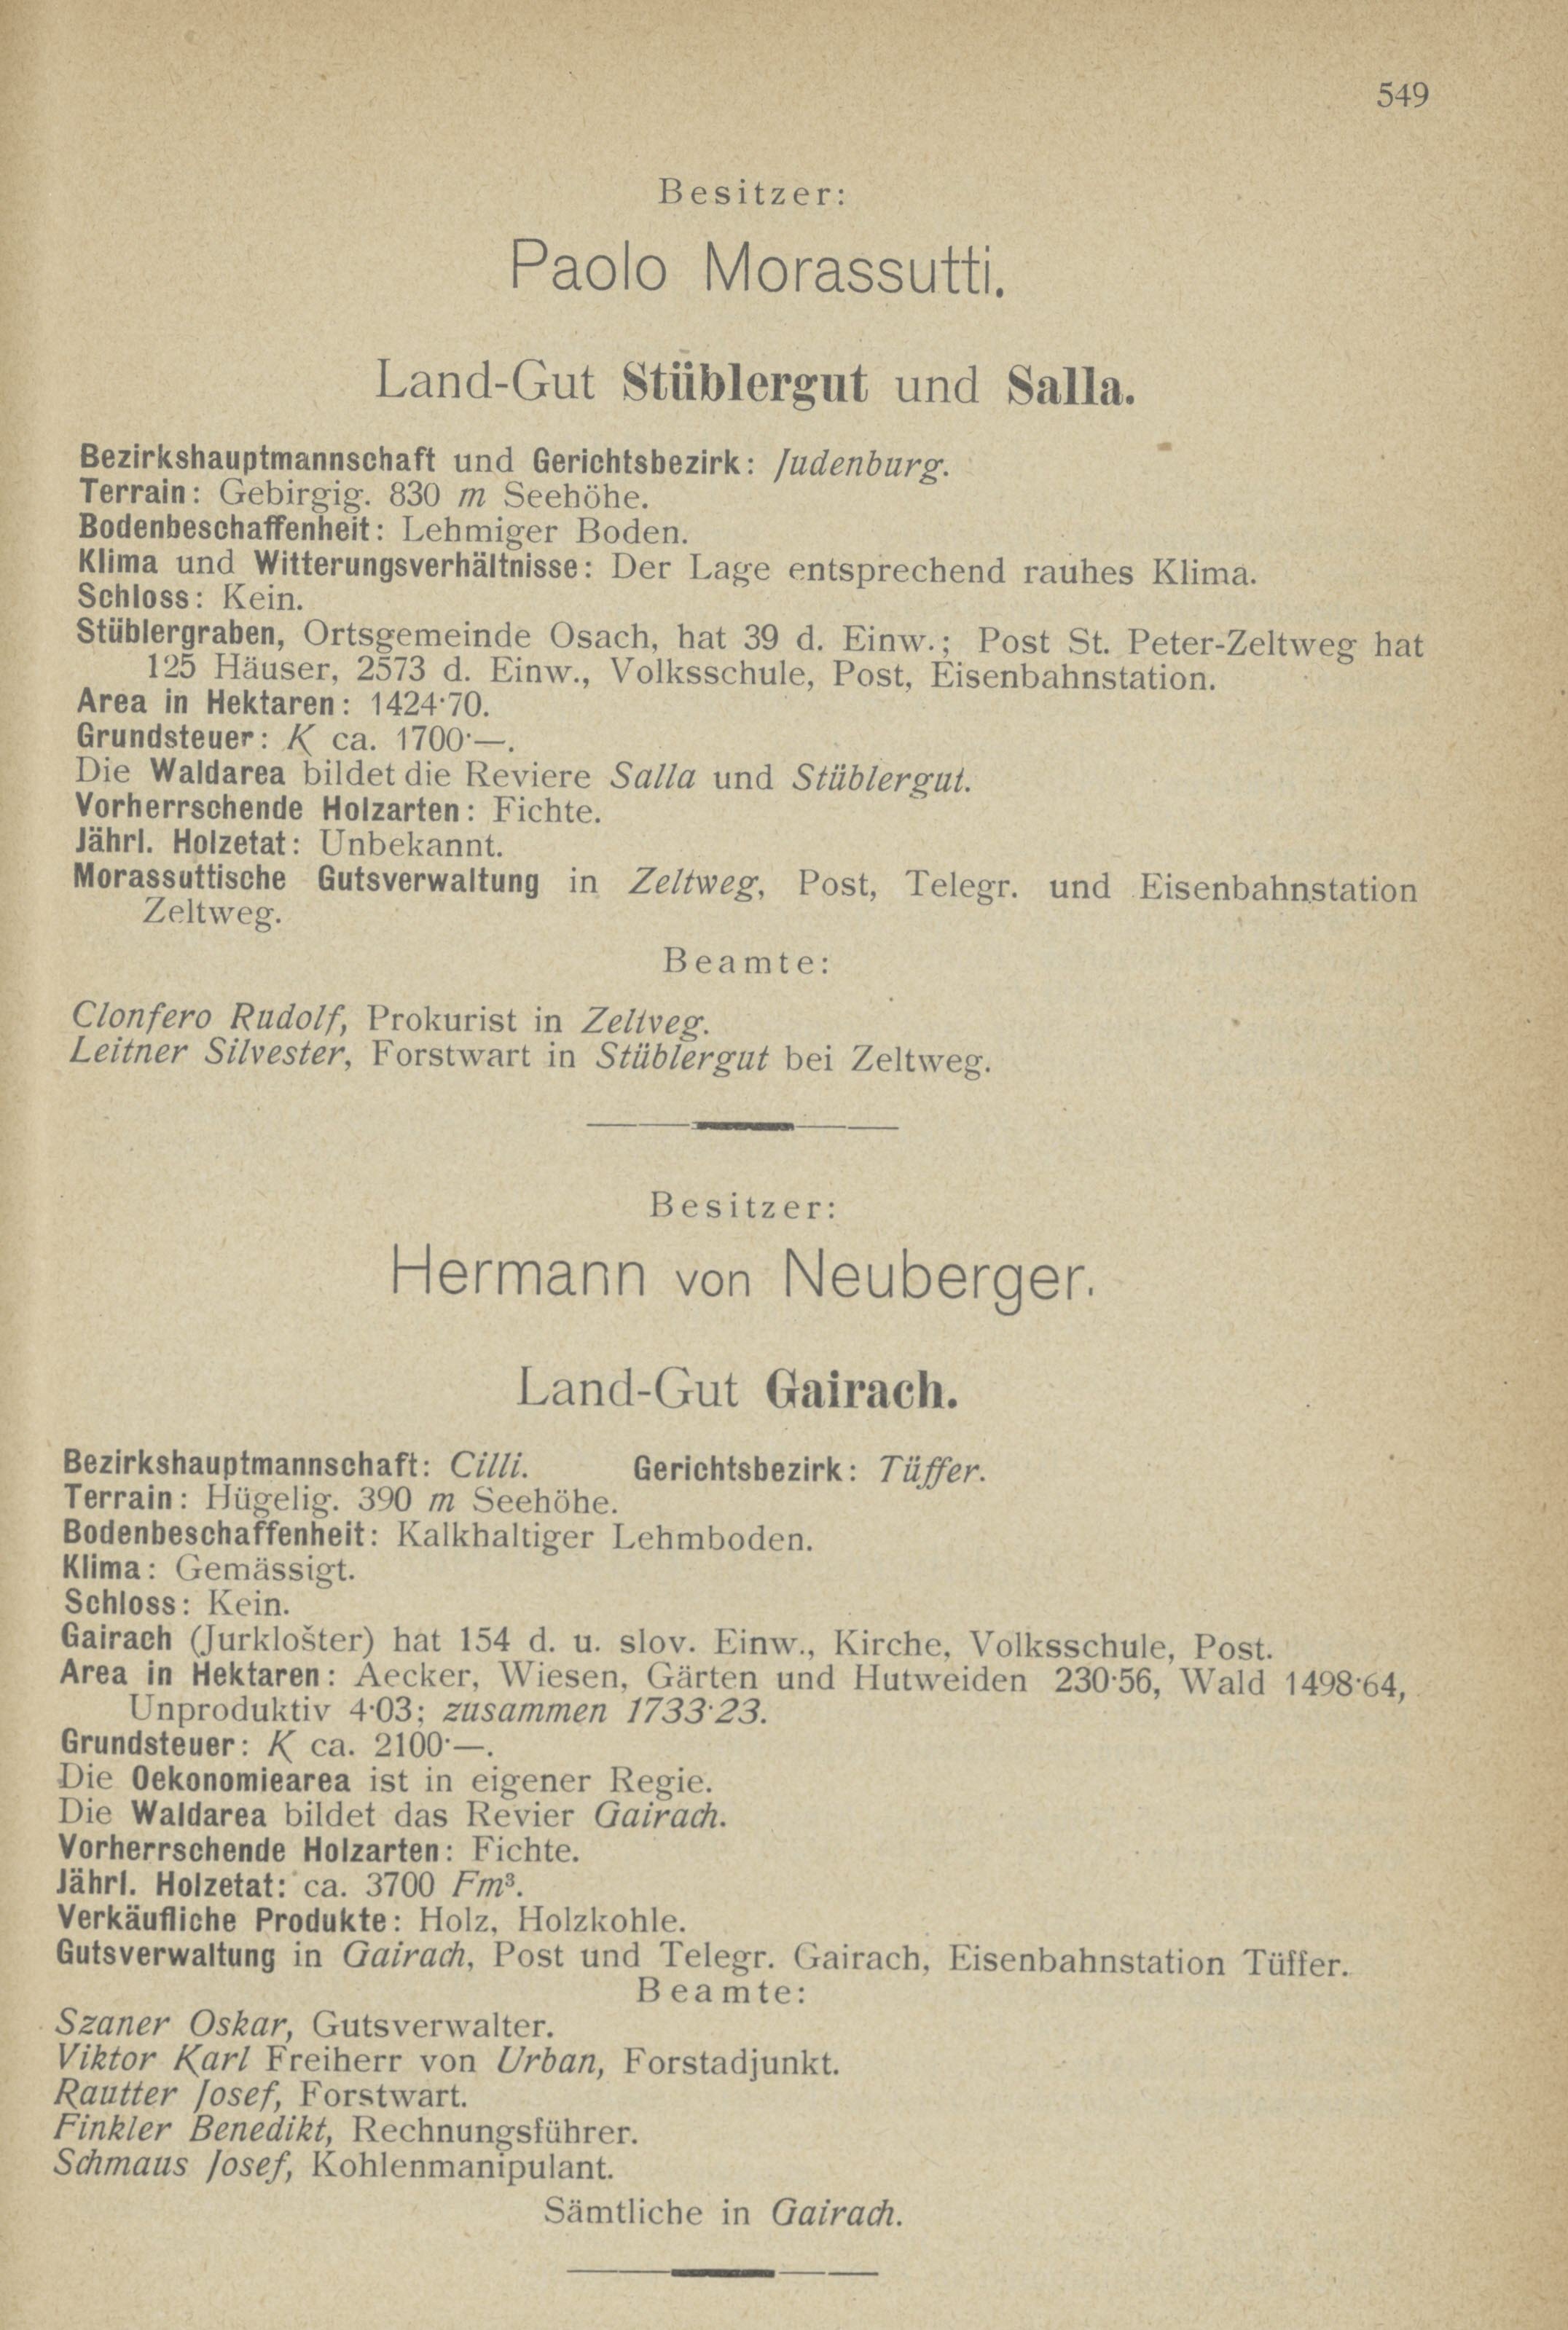 549
Besitzer:
Paolo Morassutti.
Land-Gut Stüblergut und Salla.
Bezirkshauptmannschaft und Gerichtsbezirk: Judenburg.
Terrain: Gebirgig. 830 m Seehöhe.
Bodenbeschaffenheit: Lehmiger Boden.
Klima und Witterungsverhältnisse: Der Lage entsprechend rauhes Klima.
Schloss: Kein.
Stüblergraben, Ortsgemeinde Osach, hat 39 d. Einw.; Post St. Peter-Zeltweg hat
125 Häuser, 2573 d. Einw., Volksschule, Post, Eisenbahnstation.
Area in Hektaren: 1424·70.
Grundsteuer: K ca. 1700·—.
Die Waldarea bildet die Reviere Salla und Stüblergut.
Vorherrschende Holzarten: Fichte.
Jährl. Holzetat: Unbekannt.
Morassuttische Gutsverwaltung in Zeltweg, Post, Telegr. und Eisenbahnstation
Zeltweg.
Beamte:
Clonfero Rudolf, Prokurist in Zeltveg.
Leitner Silvester, Forstwart in Stüblergut bei Zeltweg.
Besitzer:
Hermann von Neuberger.
Land-Gut Gairach.
Bezirkshauptmannschaft: Cilli. Gerichtsbezirk: Tüffer.
Terrain: Hügelig. 390 m Seehöhe.
Bodenbeschaffenheit: Kalkhaltiger Lehmboden.
Klima: Gemässigt.
Schloss: Kein.
Gairach (Jurklošter) hat 154 d. u. slov. Einw., Kirche, Volksschule, Post.
Area in Hektaren: Aecker, Wiesen, Gärten und Hutweiden 230·56, Wald 1498·64,
Unproduktiv 4·03; zusammen 1733·23.
Grundsteuer: K ca. 2100·—.
Die Oekonomiearea ist in eigener Regie.
Die Waldarea bildet das Revier Gairach.
Vorherrschende Holzarten: Fichte.
Jährl. Holzetat: ca. 3700 Fm³.
Verkäufliche Produkte: Holz, Holzkohle.
Gutsverwaltung in Gairach, Post und Telegr. Gairach, Eisenbahnstation Tüffer.
Beamte:
Szaner Oskar, Gutsverwalter.
Viktor Karl Freiherr von Urban, Forstadjunkt.
Rautter Josef, Forstwart.
Finkler Benedikt, Rechnungsführer.
Schmaus Josef, Kohlenmanipulant.
Sämtliche in Gairach.